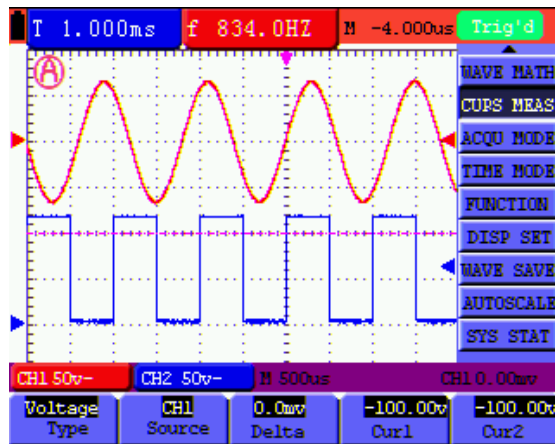 T 1.000ms f 834.0HZ M -4.000us Trig'd
A
WAVE MATH
CUPS MEAS
ACQU MODE
TIME MODE
FUNCTION
DISP SET
WAVE SAVE
AUTOSCALE
SYS STAT
CH1 50v- CH2 50v- M 500us CH1 0.00mv
Voltage CH1 0.0mv -100.00v -100.00v
Type Source Delta Cur1 Cur2